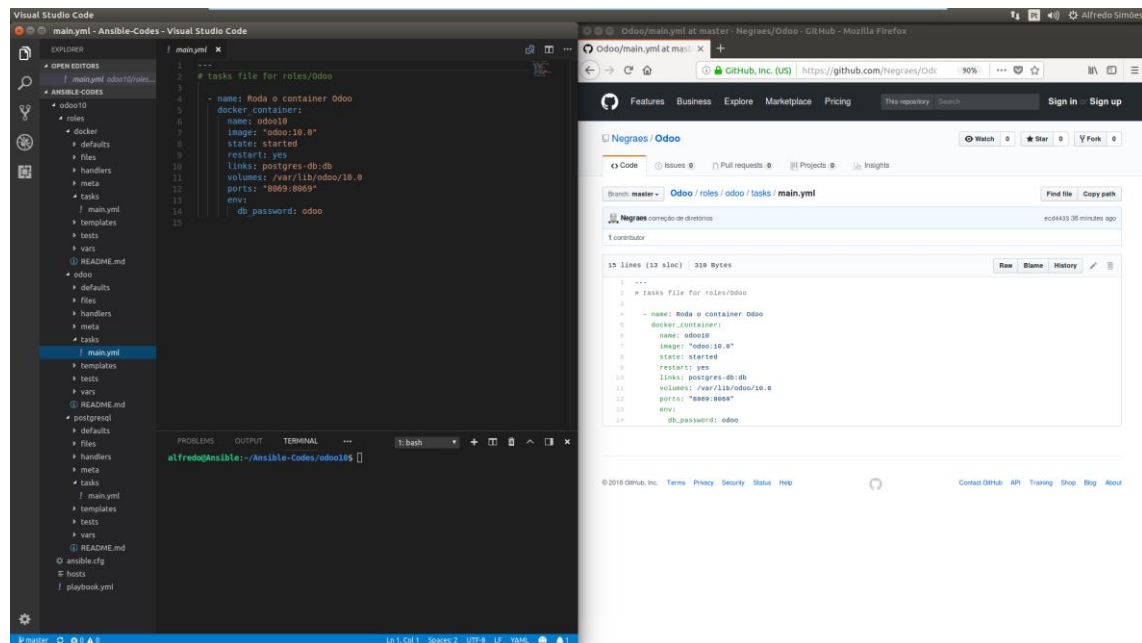 Visual Studio Code
Pt
Alfredo Simões
main.yml - Ansible-Codes - Visual Studio Code
EXPLORER
OPEN EDITORS
! main.yml odoo10/roles...
ANSIBLE-CODES
odoo10
roles
docker
defaults
files
handlers
meta
tasks
! main.yml
templates
tests
vars
README.md
odoo
defaults
files
handlers
meta
tasks
! main.yml
templates
tests
vars
README.md
postgresql
defaults
files
handlers
meta
tasks
! main.yml
templates
tests
vars
README.md
ansible.cfg
hosts
! playbook.yml
! main.yml ×
1 ---
2 # tasks file for roles/Odoo
3
4 - name: Roda o container Odoo
5 docker_container:
6 name: odoo10
7 image: "odoo:10.0"
8 state: started
9 restart: yes
10 links: postgres-db:db
11 volumes: /var/lib/odoo/10.0
12 ports: "8069:8069"
13 env:
14 db_password: odoo
15
PROBLEMS OUTPUT TERMINAL ••• 1: bash
alfredo@Ansible:~/Ansible-Codes/odoo10$
master 0 0 Ln 1, Col 1 Spaces: 2 UTF-8 LF YAML 1
Odoo/main.yml at master · Negraes/Odoo · GitHub - Mozilla Firefox
Odoo/main.yml at mast ×
GitHub, Inc. (US) https://github.com/Negraes/Odo 90%
Features Business Explore Marketplace Pricing This repository Search Sign in or Sign up
Negraes / Odoo Watch 0 Star 0 Fork 0
Code Issues 0 Pull requests 0 Projects 0 Insights
Branch: master Odoo / roles / odoo / tasks / main.yml Find file Copy path
Negraes correção de diretórios 38 minutes ago
1 contributor
15 lines (13 sloc) 310 Bytes Raw Blame History
1 ---
2 # tasks file for roles/Odoo
3
4 - name: Roda o container Odoo
5 docker_container:
6 name: odoo10
7 image: "odoo:10.0"
8 state: started
9 restart: yes
10 links: postgres-db:db
11 volumes: /var/lib/odoo/10.0
12 ports: "8069:8069"
13 env:
14 db_password: odoo
© 2018 GitHub, Inc. Terms Privacy Security Status Help
Contact GitHub API Training Shop Blog About